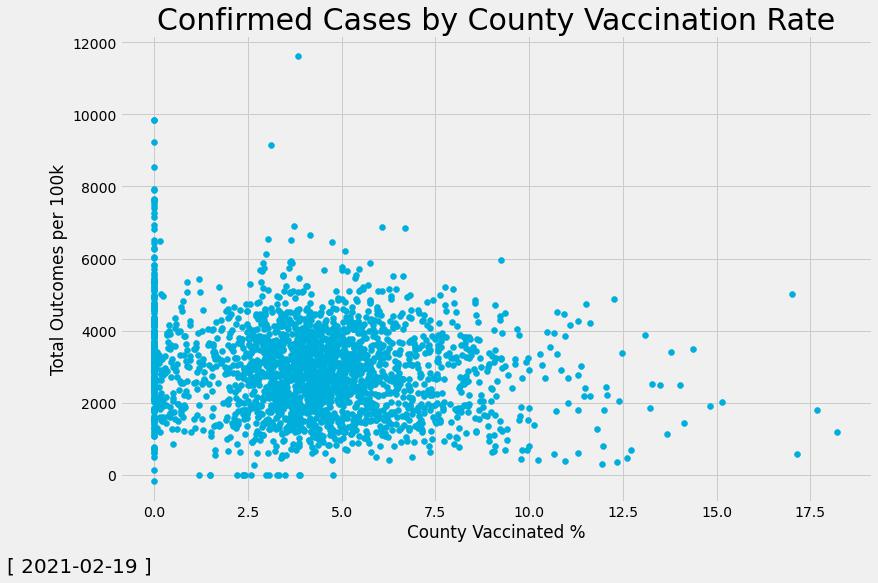 Confirmed Cases by County Vaccination Rate
12000
10000
8000
6000
4000
2000
0
Total Outcomes per 100k
0.0 2.5 5.0 7.5 10.0 12.5 15.0 17.5
County Vaccinated %
[ 2021-02-19 ]